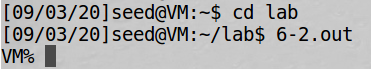 [09/03/20]seed@VM:~$ cd lab
[09/03/20]seed@VM:~/lab$ 6-2.out
VM%